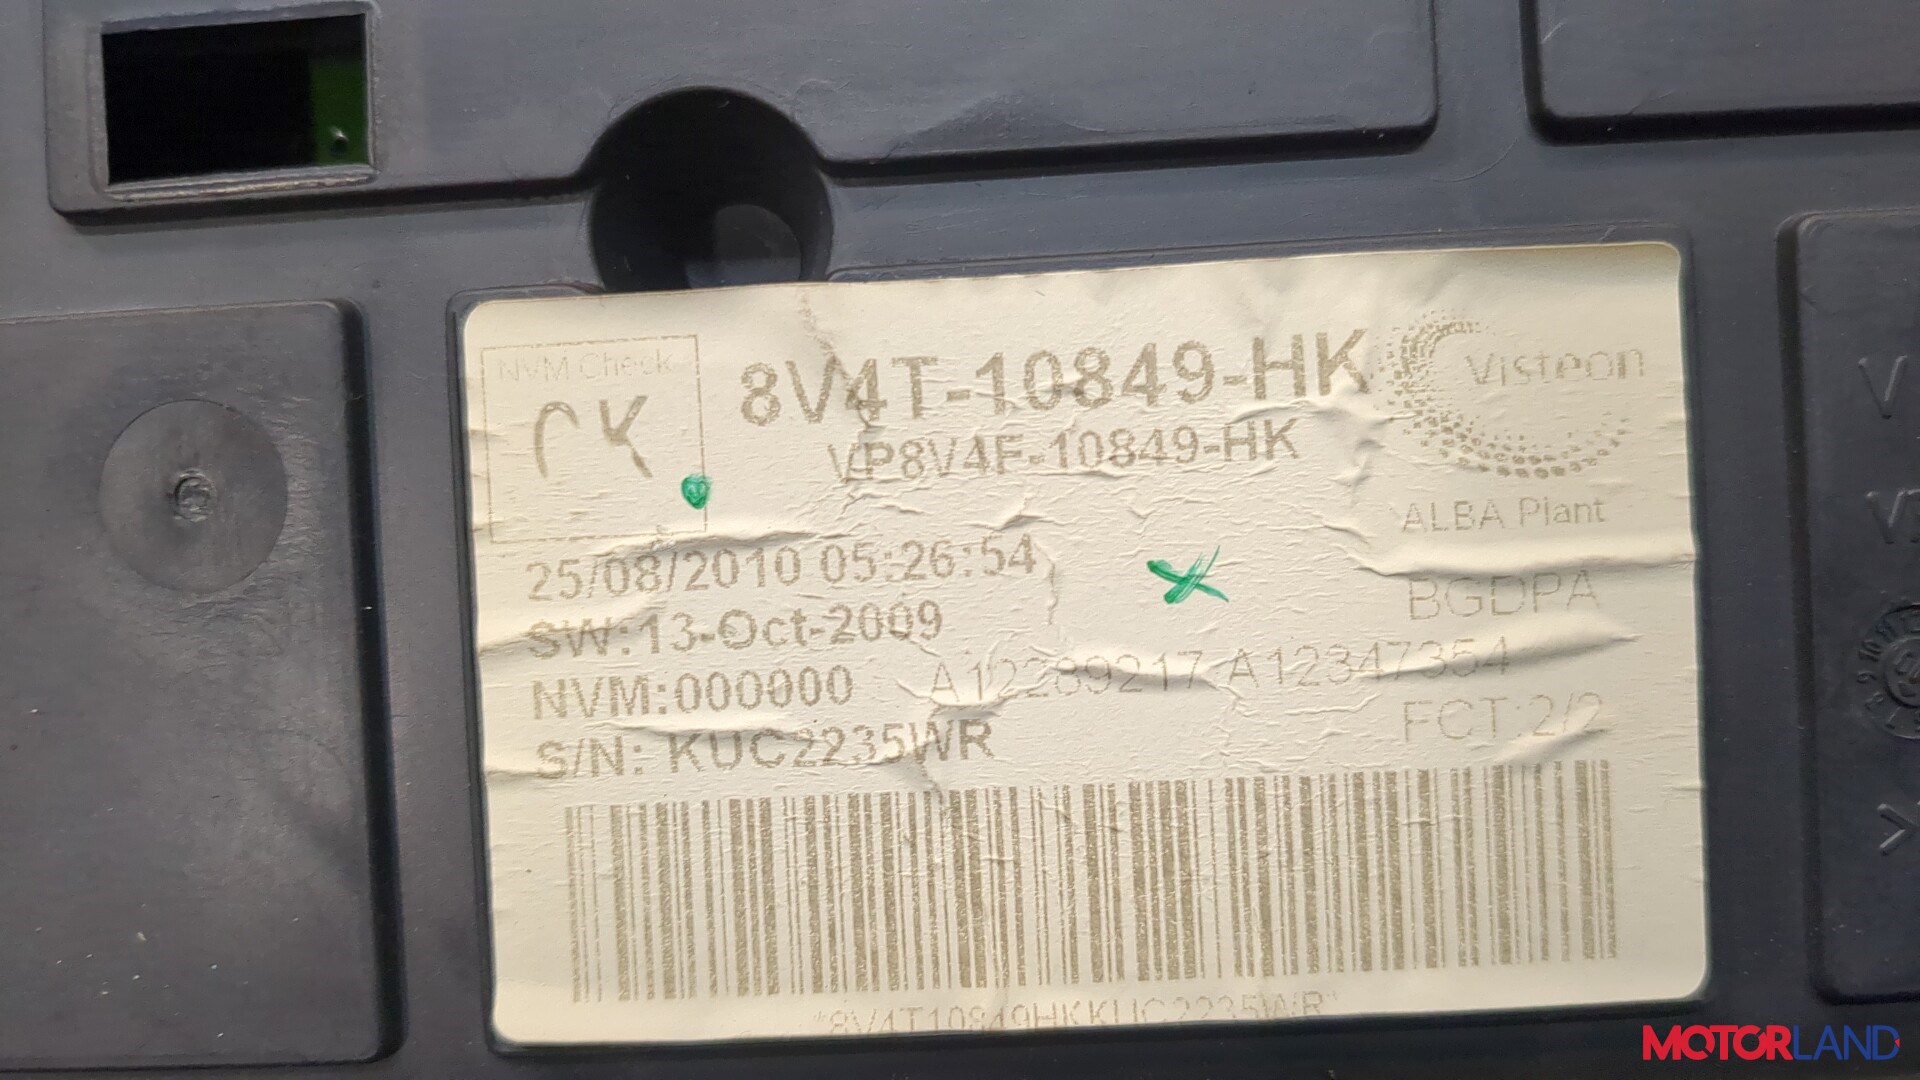 NVM Check
OK
8V4T-10849-HK
VP8V4F-10849-HK
Visteon
ALBA Plant
25/08/2010 05:26:54
BGDPA
SW:13-Oct-2009
A12289217 A12347354
NVM:000000
FCT:2/2
S/N: KUC2235WR
*8V4T10849HKKUC2235WR*
MOTORLAND